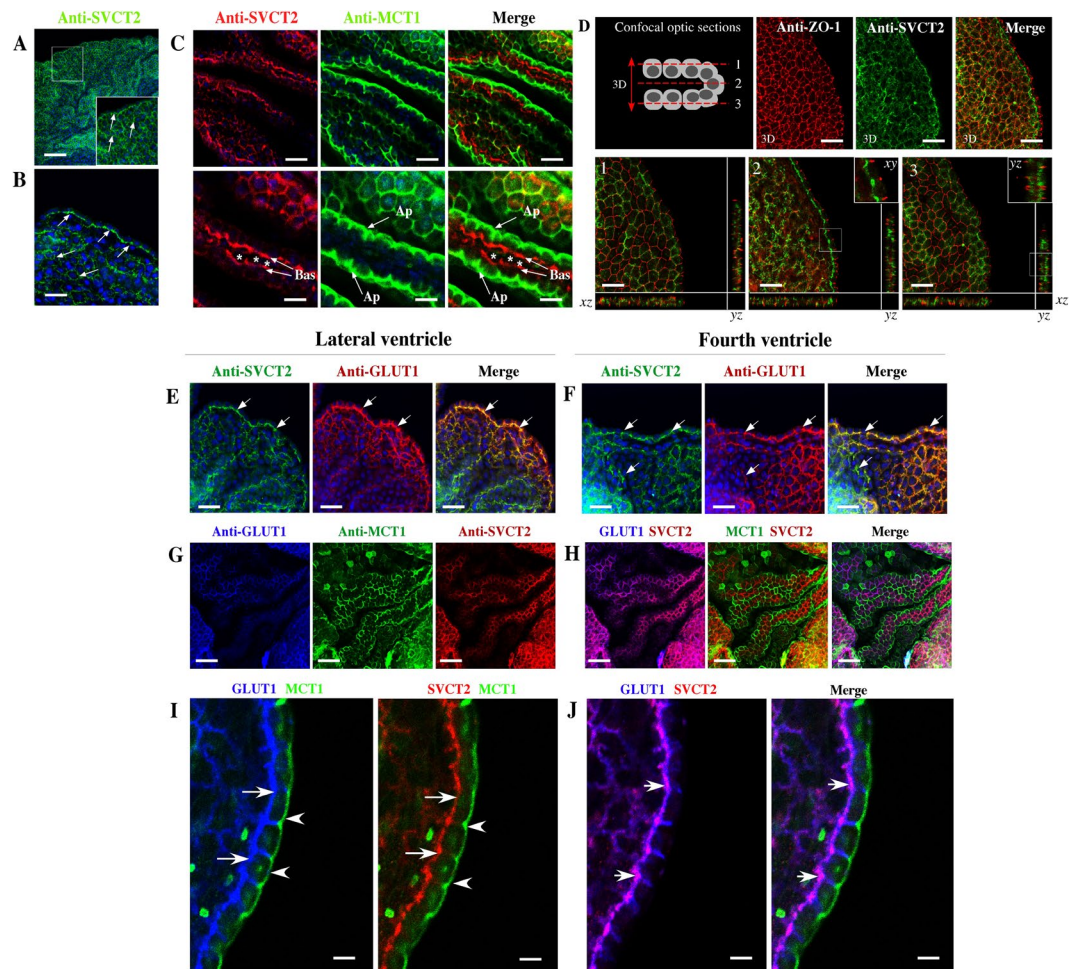 Anti-SVCT2
A
B
Anti-SVCT2 Anti-MCT1 Merge
C
Ap Ap
Bas Bas
Ap Ap
D
Confocal optic sections
3D
1
2
3
Anti-ZO-1 Anti-SVCT2 Merge
3D 3D 3D
1 2 xy 3 yz
xz xz
yz yz yz
Lateral ventricle Fourth ventricle
Anti-SVCT2 Anti-GLUT1 Merge
E
Anti-SVCT2 Anti-GLUT1 Merge
F
Anti-GLUT1 Anti-MCT1 Anti-SVCT2
G
GLUT1 SVCT2 MCT1 SVCT2 Merge
H
GLUT1 MCT1 SVCT2 MCT1
I
GLUT1 SVCT2 Merge
J